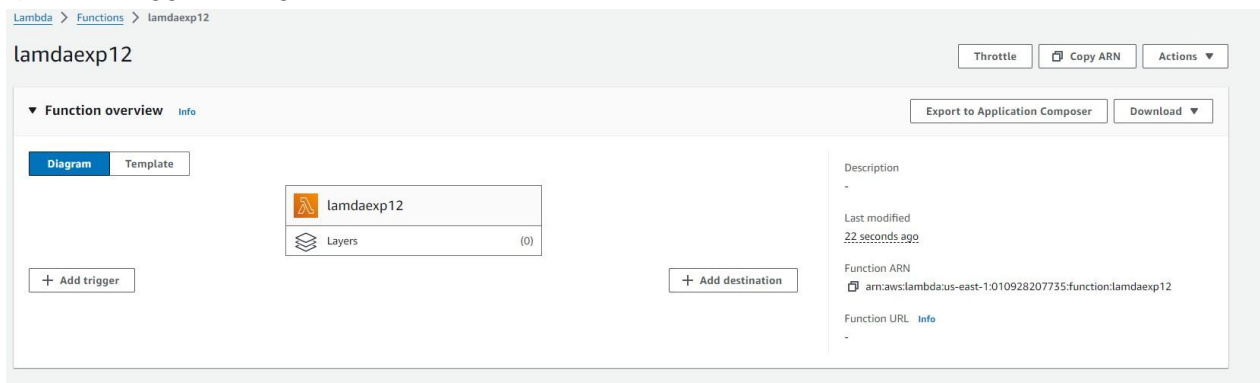 Lambda > Functions > lamdaexp12
lamdaexp12
Throttle Copy ARN Actions ▼
▼ Function overview Info
Export to Application Composer Download ▼
Diagram Template
lamdaexp12
Layers (0)
+ Add trigger
+ Add destination
Description
-
Last modified
22 seconds ago
Function ARN
arn:aws:lambda:us-east-1:010928207735:function:lamdaexp12
Function URL Info
-